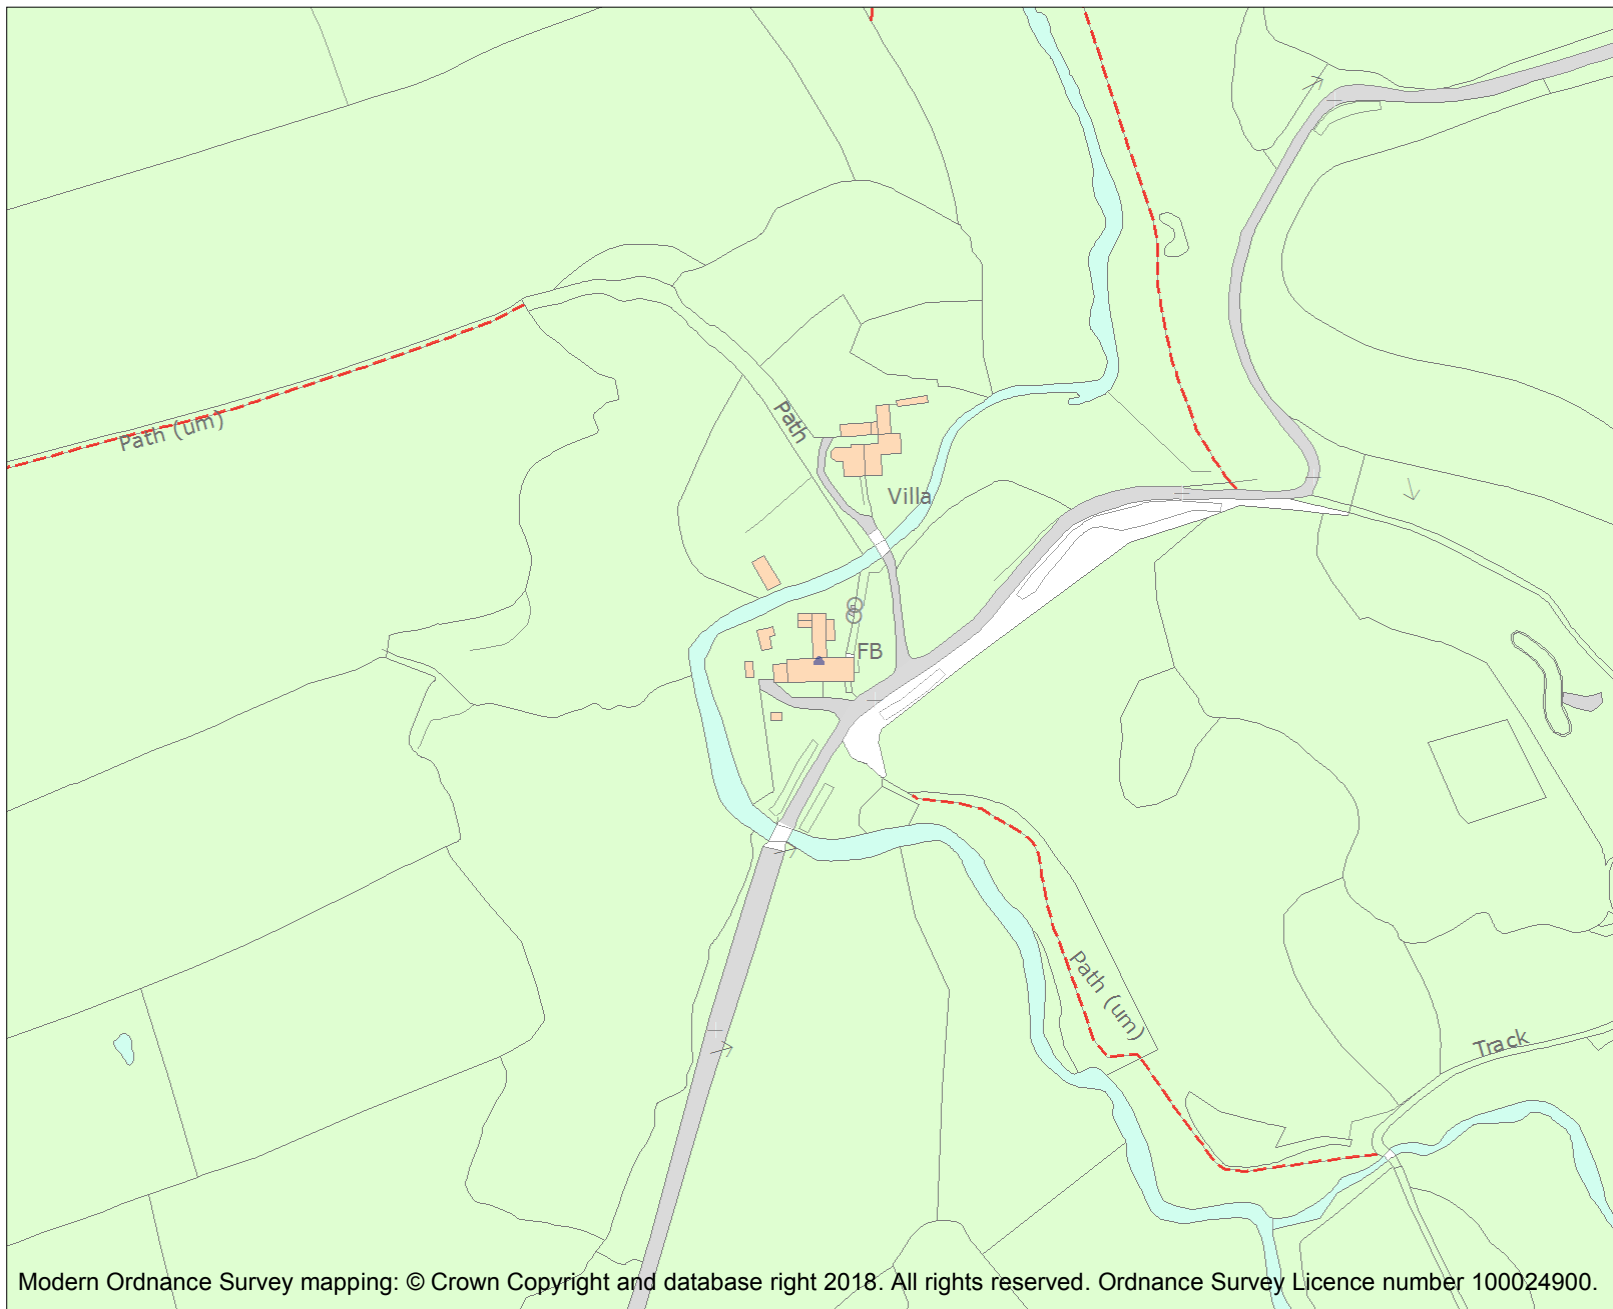 Path (um)
Path
Villa
FB
Path (um)
Track
Modern Ordnance Survey mapping: © Crown Copyright and database right 2018. All rights reserved. Ordnance Survey Licence number 100024900.